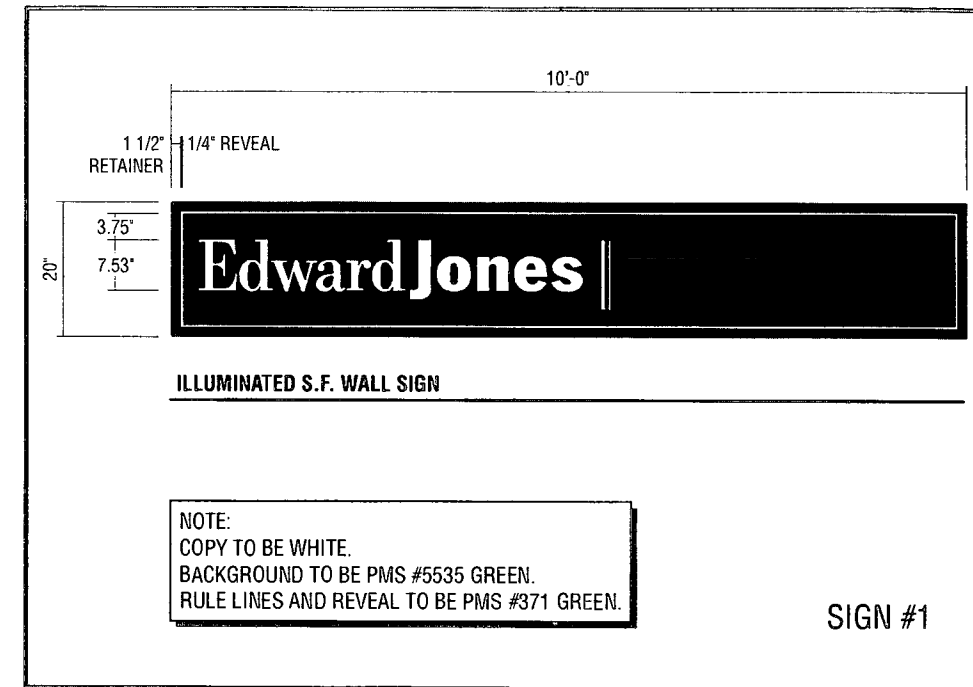 10'-0"
1 1/2" 1/4" REVEAL
RETAINER
3.75"
20"
7.53"
EdwardJones
ILLUMINATED S.F. WALL SIGN
NOTE:
COPY TO BE WHITE.
BACKGROUND TO BE PMS #5535 GREEN.
RULE LINES AND REVEAL TO BE PMS #371 GREEN.
SIGN #1